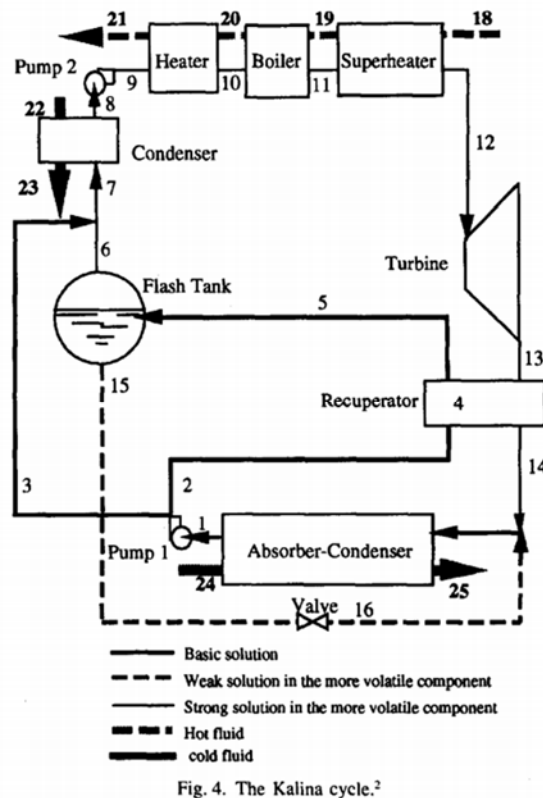 21 20 19 18
Heater Boiler Superheater
Pump 2
9 10 11
8
22
Condenser
12
23 7
6
Turbine
Flash Tank
5
13
15
Recuperator 4
14
3 2
1
Pump 1 Absorber-Condenser
24 25
Valve 16
Basic solution
Weak solution in the more volatile component
Strong solution in the more volatile component
Hot fluid
cold fluid
Fig. 4. The Kalina cycle.2